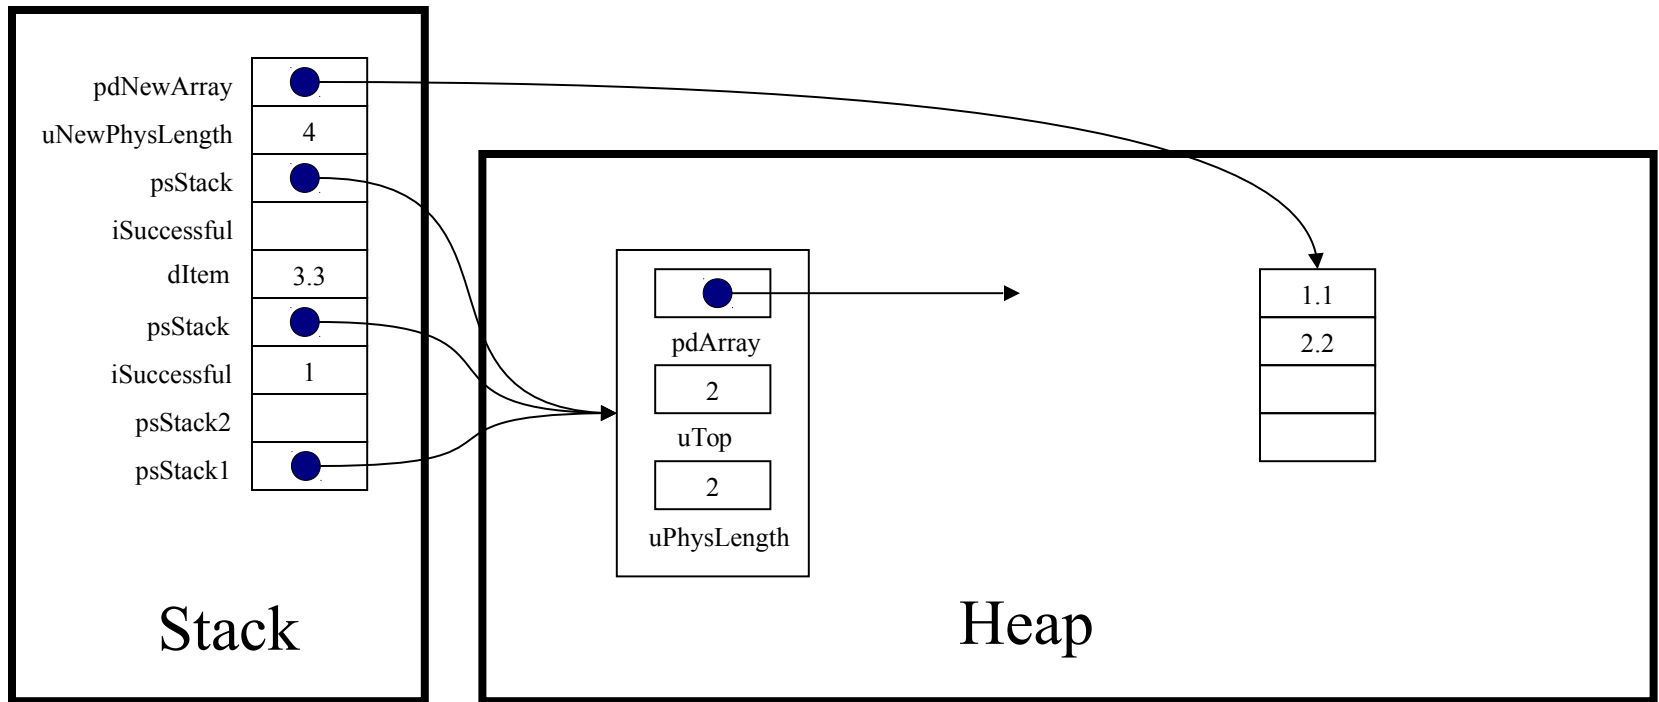 pdNewArray
uNewPhysLength 4
psStack
iSuccessful
dItem 3.3
psStack
iSuccessful 1
psStack2
psStack1
Stack
pdArray
2
uTop
2
uPhysLength
1.1
2.2
Heap